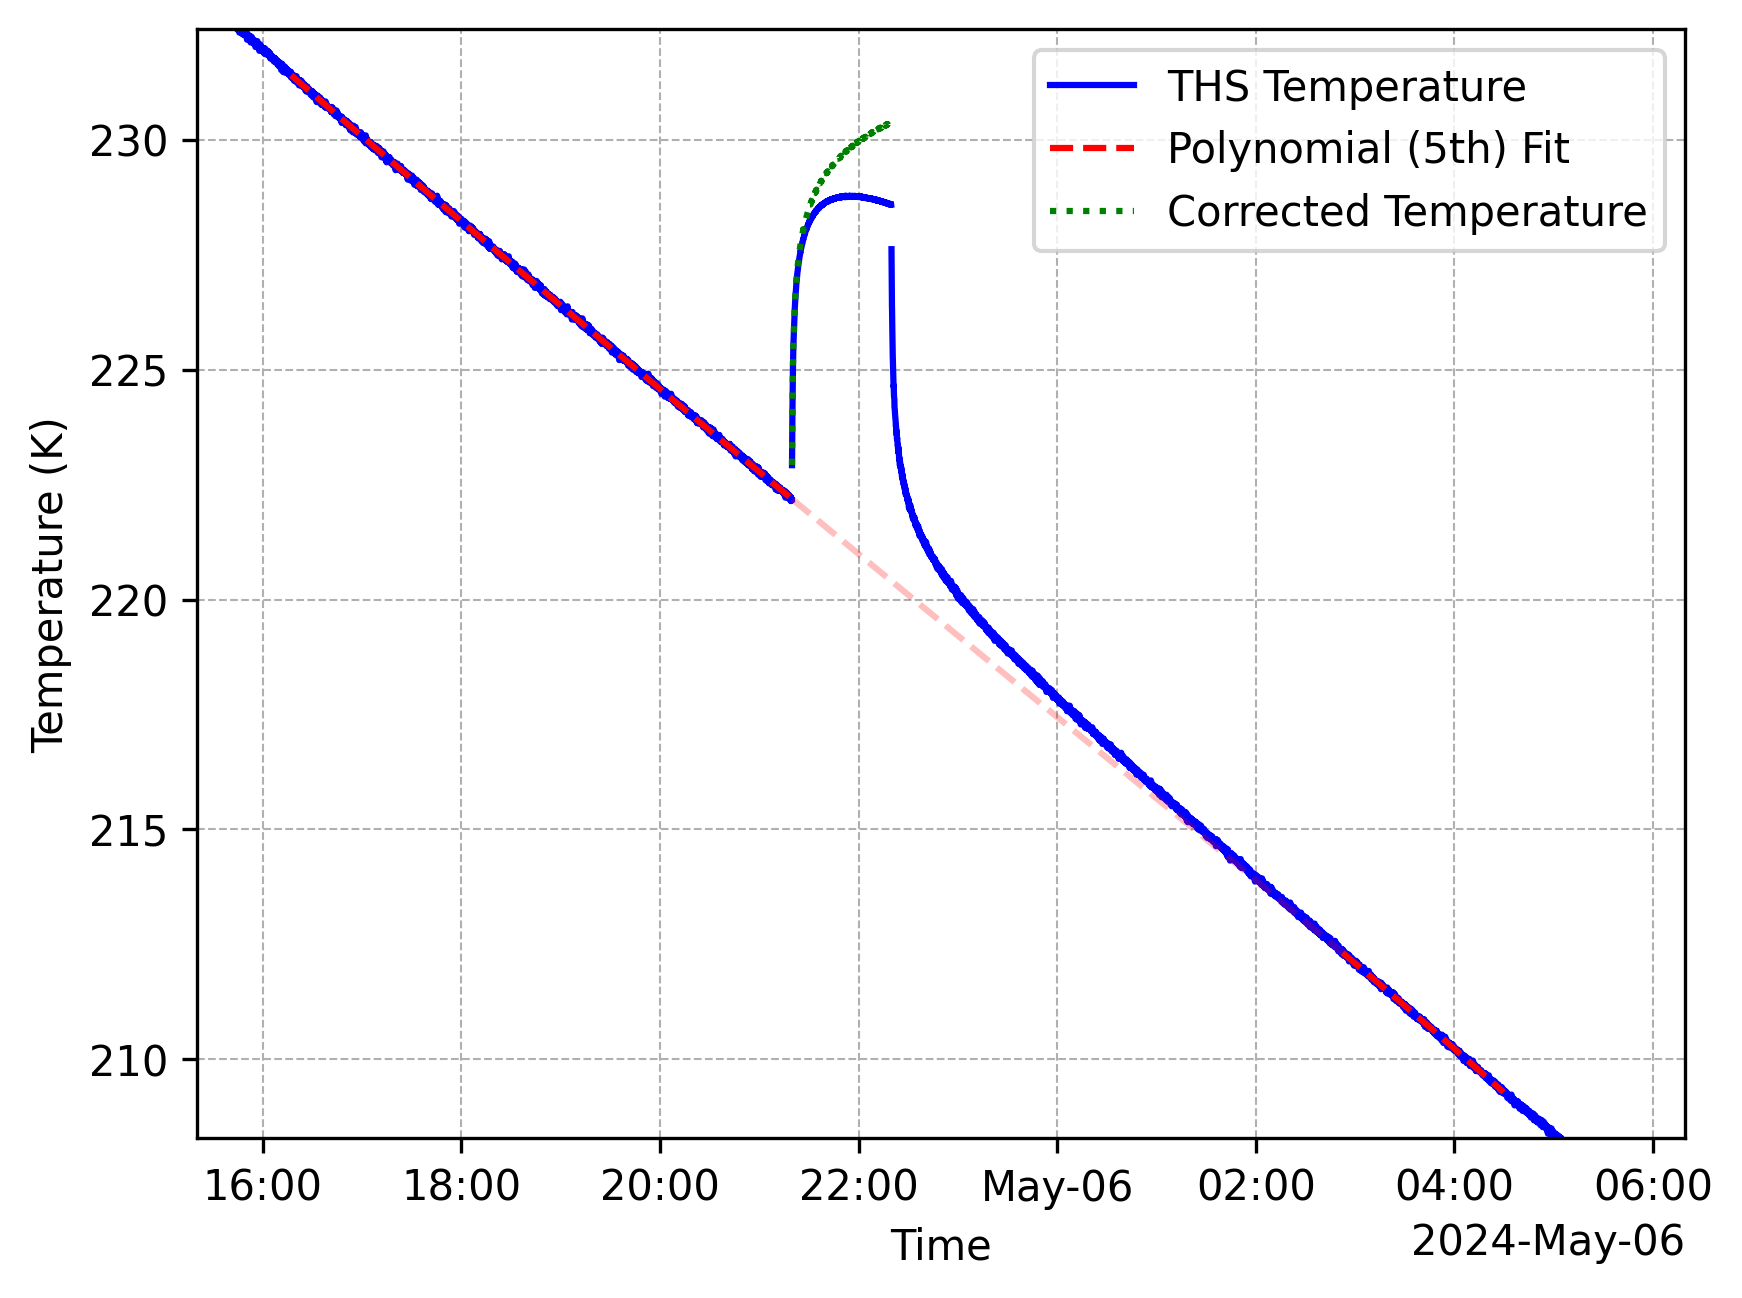 THS Temperature
Polynomial (5th) Fit
Corrected Temperature
230
225
220
215
210
Temperature (K)
16:00 18:00 20:00 22:00 May-06 02:00 04:00 06:00
Time
2024-May-06